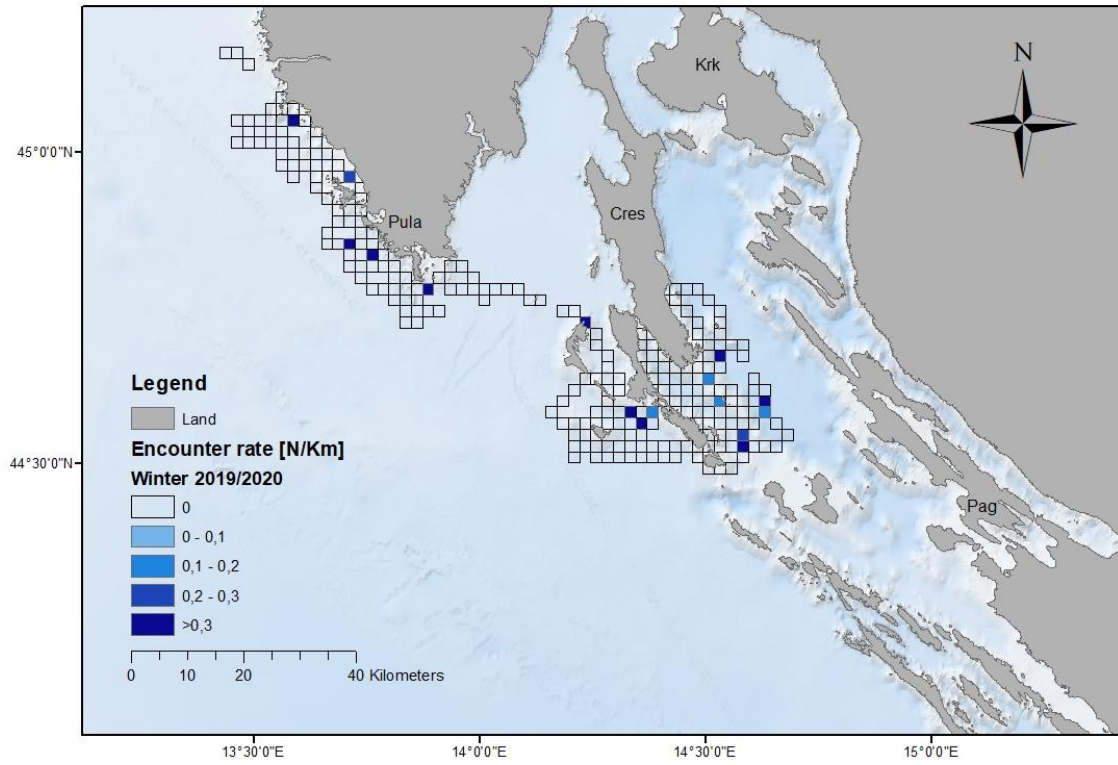 N
Krk
45°0'0"N
Cres
Pula
Legend
Land
Encounter rate [N/Km]
Winter 2019/2020
0
0 - 0,1
0,1 - 0,2
0,2 - 0,3
>0,3
44°30'0"N
Pag
0 10 20 40 Kilometers
13°30'0"E 14°0'0"E 14°30'0"E 15°0'0"E